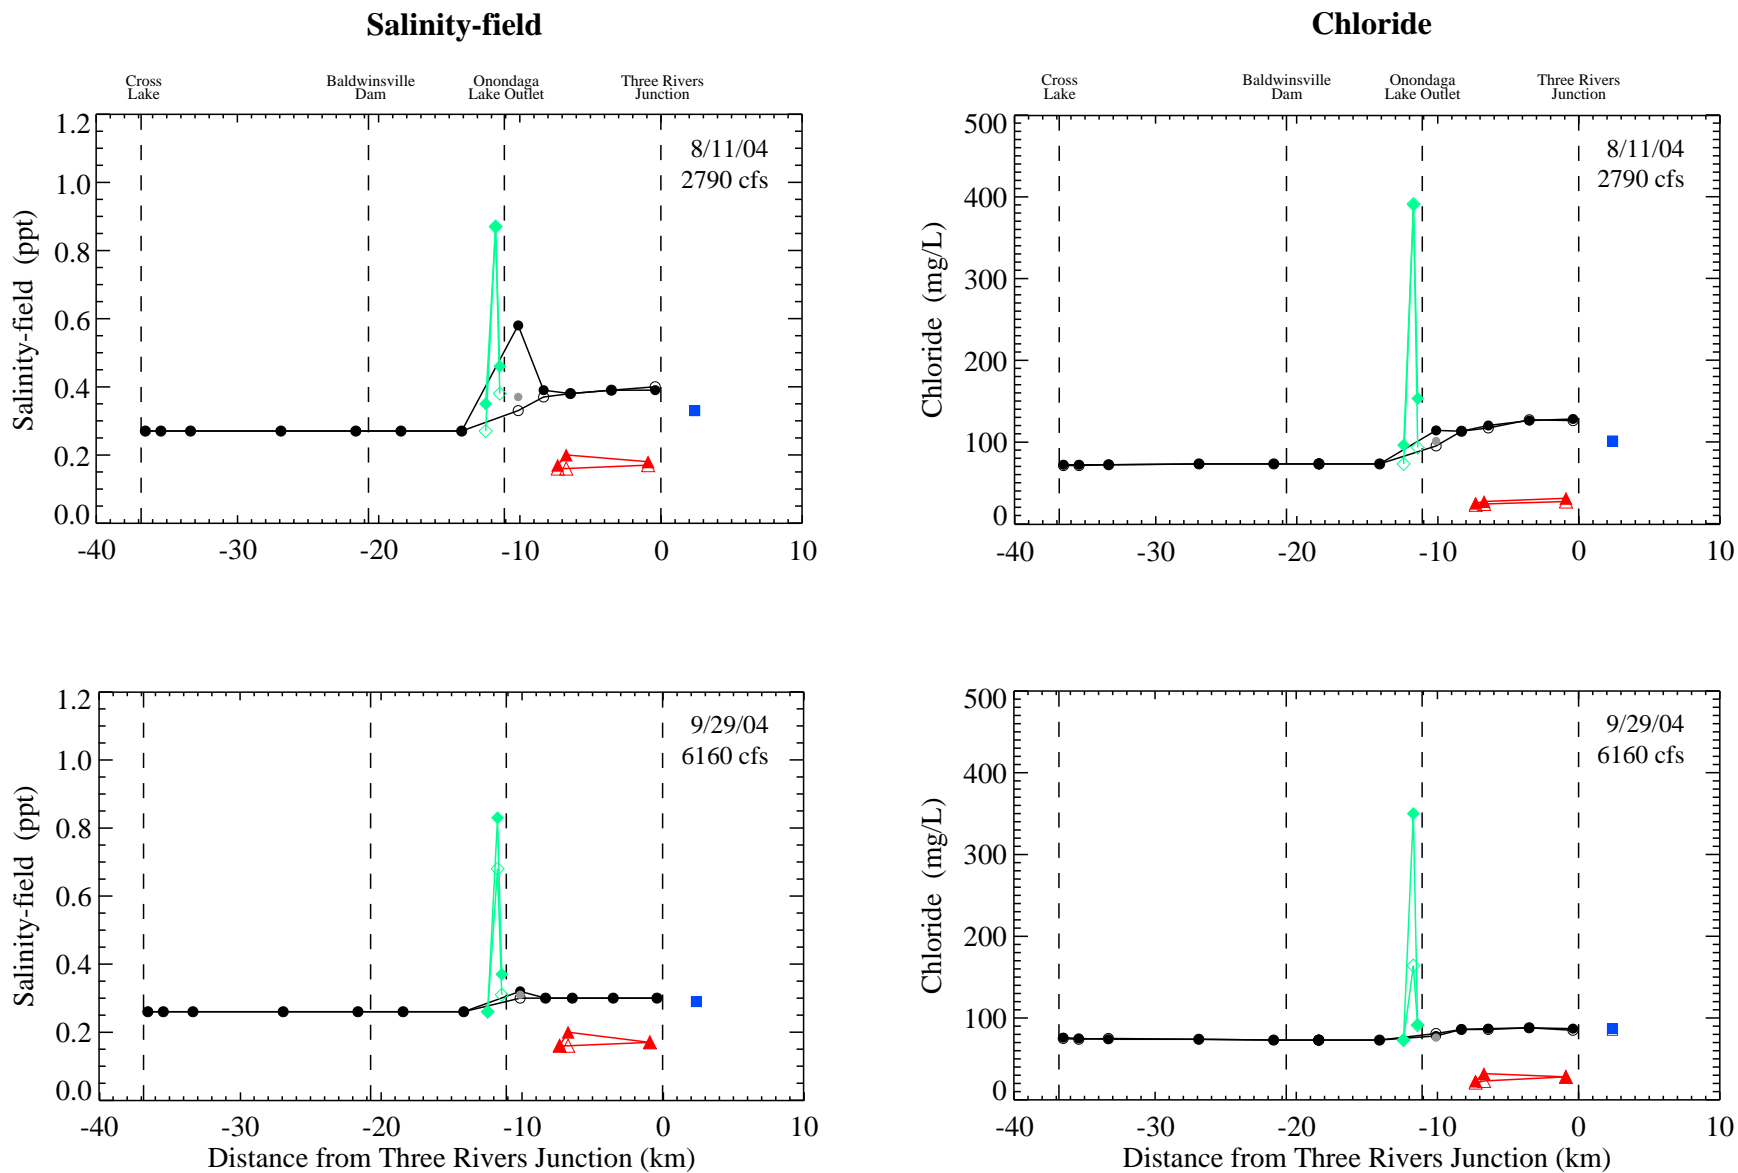 Salinity-field
Chloride
Cross
Lake
Baldwinsville
Dam
Onondaga
Lake Outlet
Three Rivers
Junction
Cross
Lake
Baldwinsville
Dam
Onondaga
Lake Outlet
Three Rivers
Junction
Salinity-field (ppt)
1.2
1.0
0.8
0.6
0.4
0.2
0.0
8/11/04
2790 cfs
-40
-30
-20
-10
0
10
Chloride (mg/L)
500
400
300
200
100
0
8/11/04
2790 cfs
-40
-30
-20
-10
0
10
Salinity-field (ppt)
1.2
1.0
0.8
0.6
0.4
0.2
0.0
9/29/04
6160 cfs
-40
-30
-20
-10
0
10
Distance from Three Rivers Junction (km)
Chloride (mg/L)
500
400
300
200
100
0
9/29/04
6160 cfs
-40
-30
-20
-10
0
10
Distance from Three Rivers Junction (km)